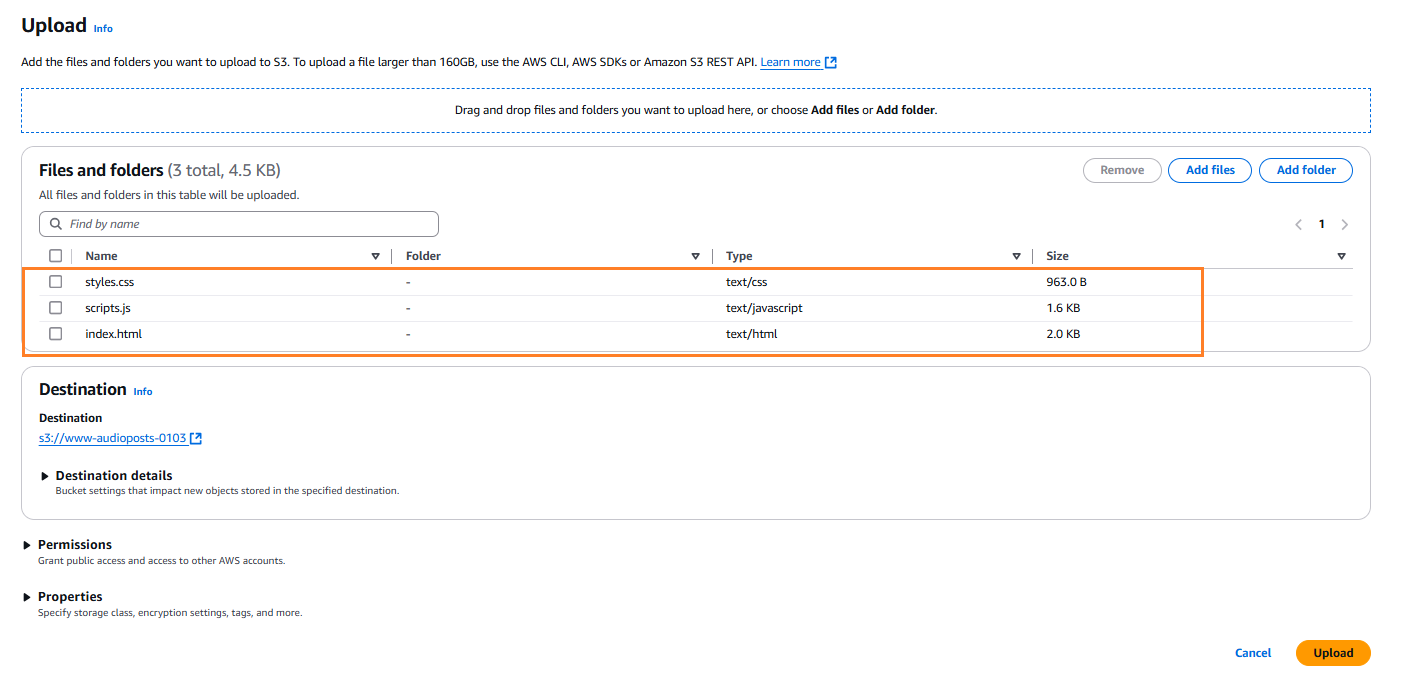 Upload Info
Add the files and folders you want to upload to S3. To upload a file larger than 160GB, use the AWS CLI, AWS SDKs or Amazon S3 REST API. Learn more
Drag and drop files and folders you want to upload here, or choose Add files or Add folder.
Files and folders (3 total, 4.5 KB)
Remove Add files Add folder
All files and folders in this table will be uploaded.
Find by name
1
Name Folder Type Size
styles.css - text/css 963.0 B
scripts.js - text/javascript 1.6 KB
index.html - text/html 2.0 KB
Destination Info
Destination
s3://www-audioposts-0103
Destination details
Bucket settings that impact new objects stored in the specified destination.
Permissions
Grant public access and access to other AWS accounts.
Properties
Specify storage class, encryption settings, tags, and more.
Cancel Upload